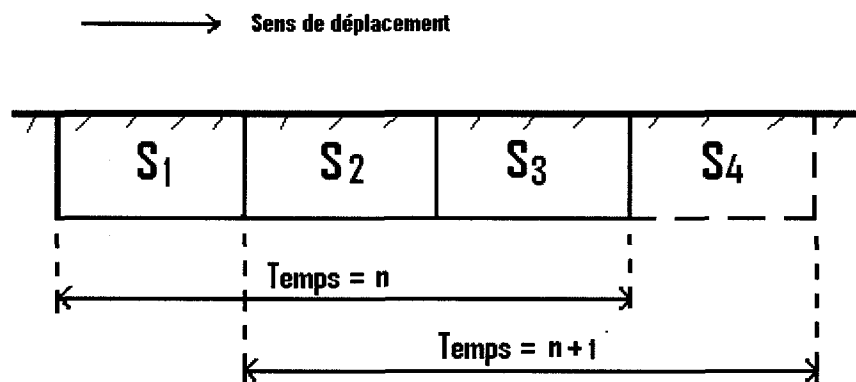 Sens de déplacement
S1 S2 S3 S4
Temps = n
Temps = n+1